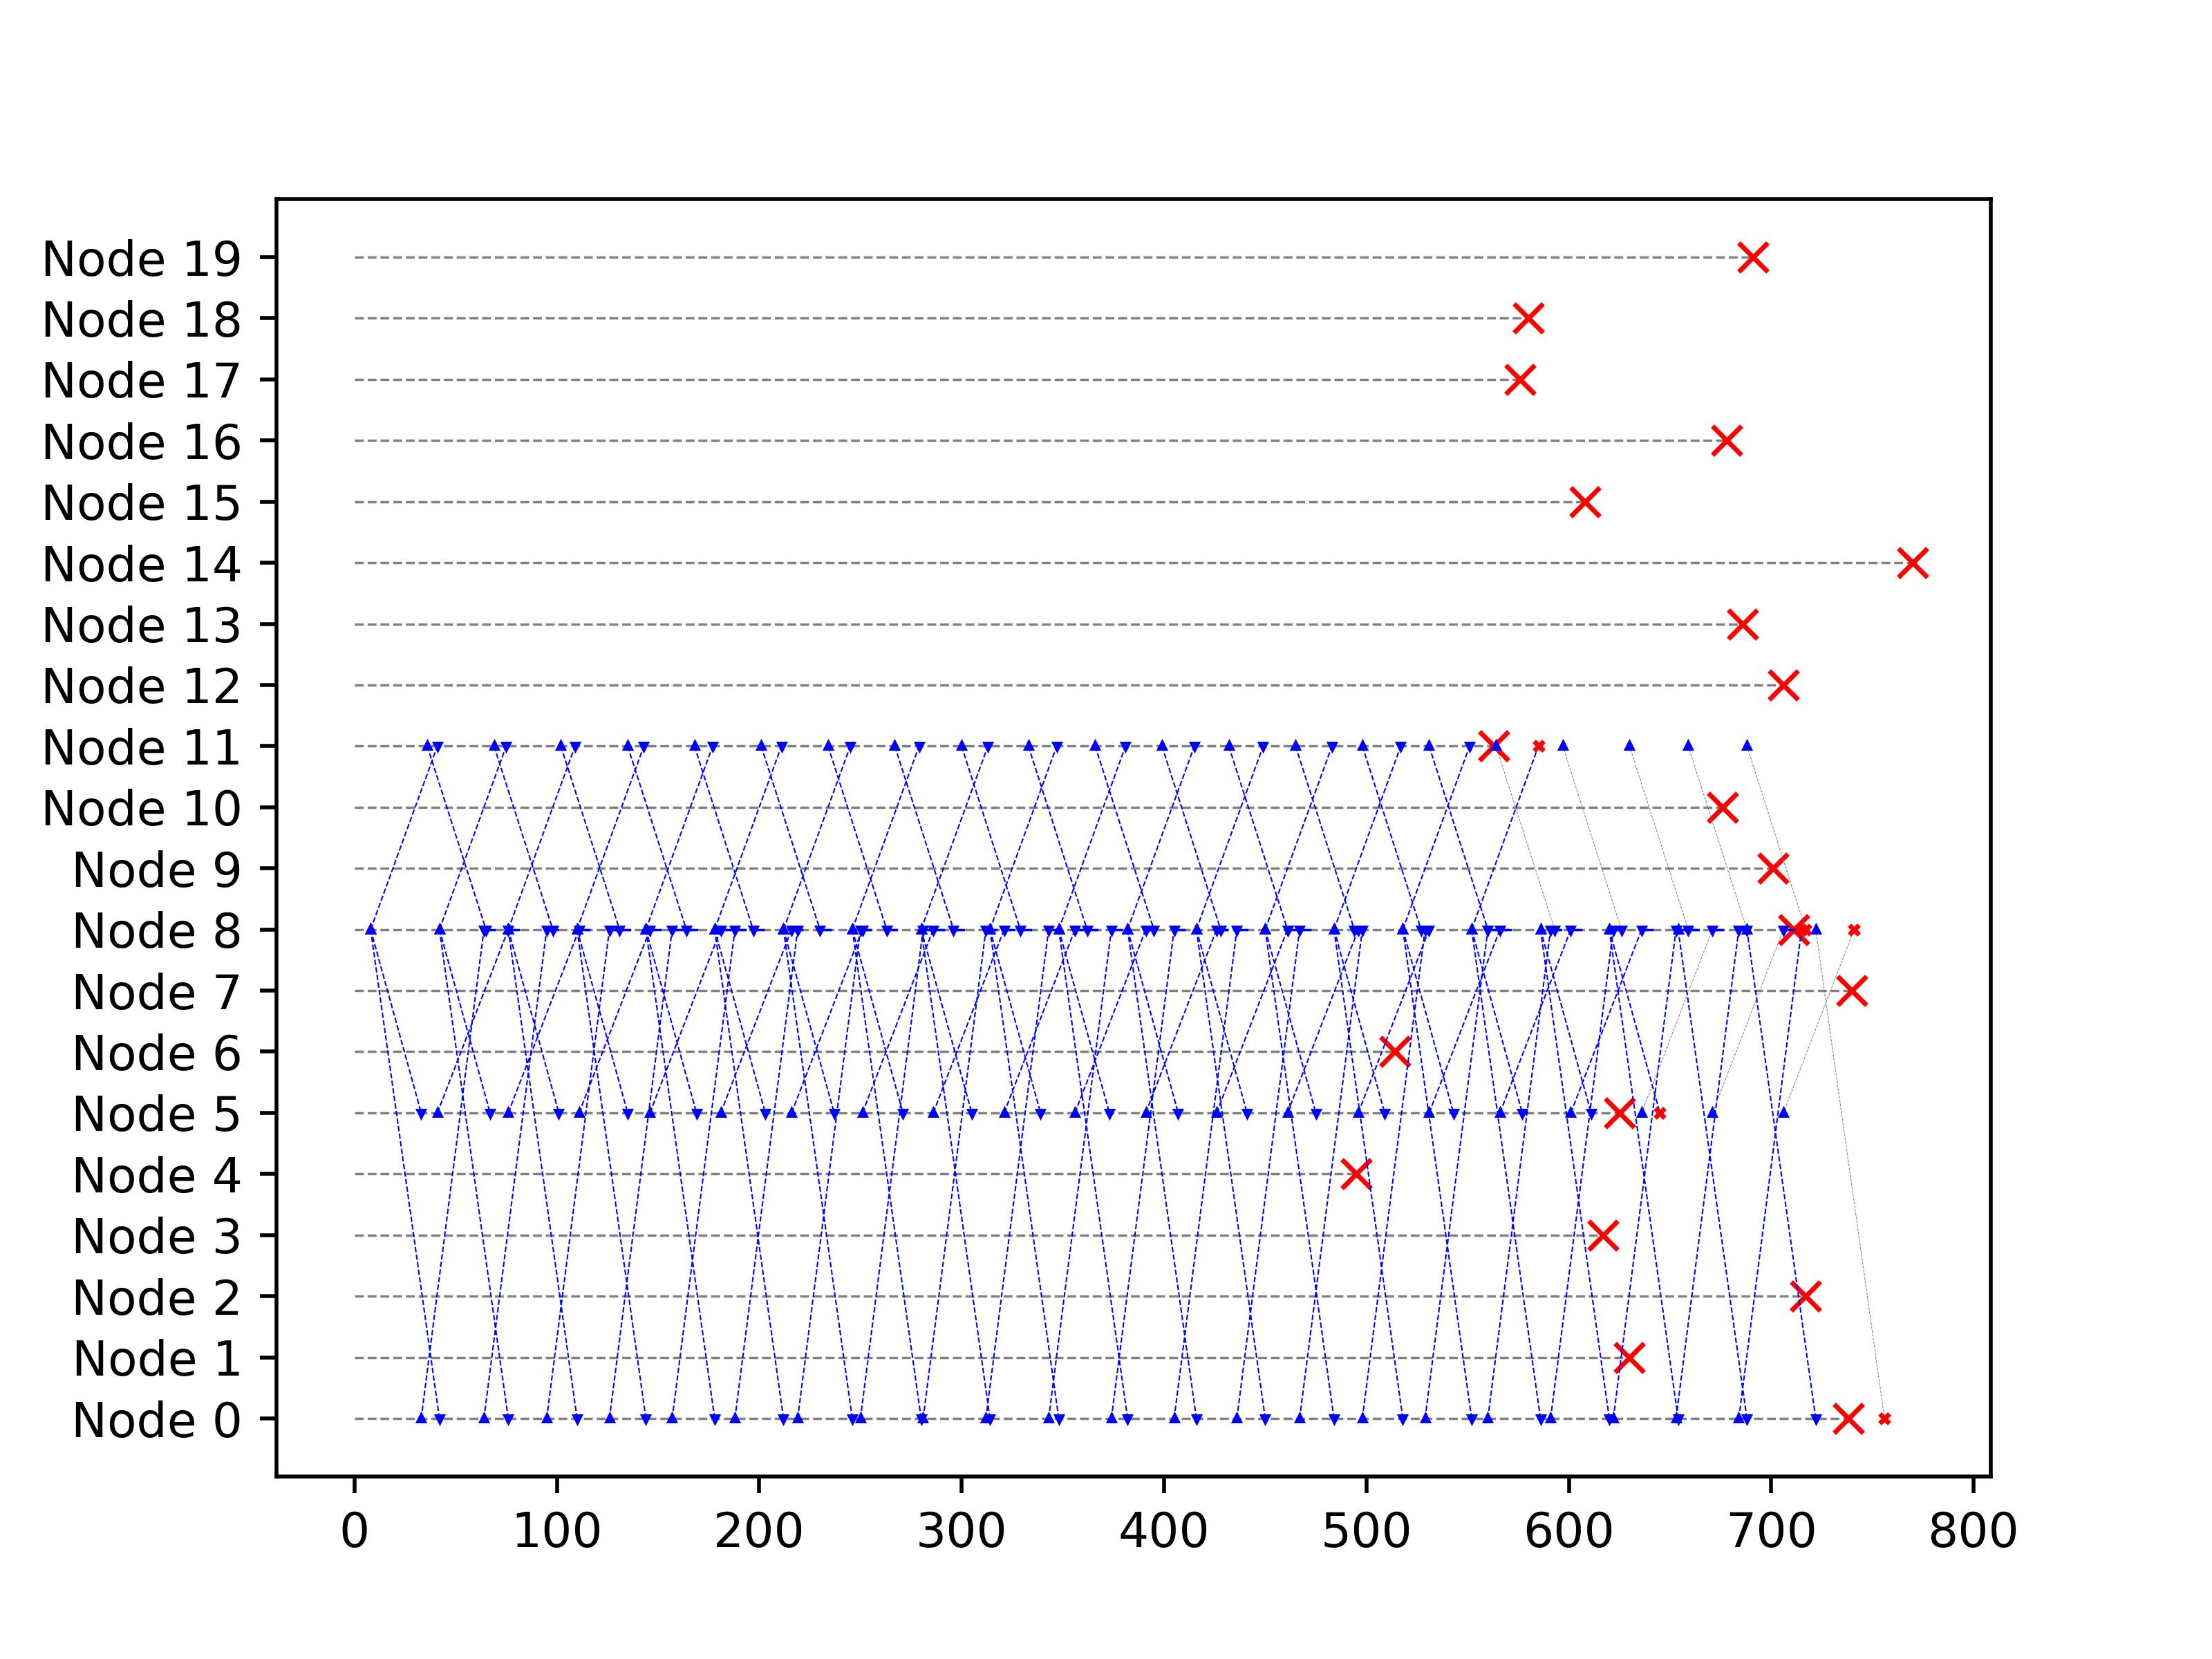 Node 19
Node 18
Node 17
Node 16
Node 15
Node 14
Node 13
Node 12
Node 11
Node 10
Node 9
Node 8
Node 7
Node 6
Node 5
Node 4
Node 3
Node 2
Node 1
Node 0
0 100 200 300 400 500 600 700 800